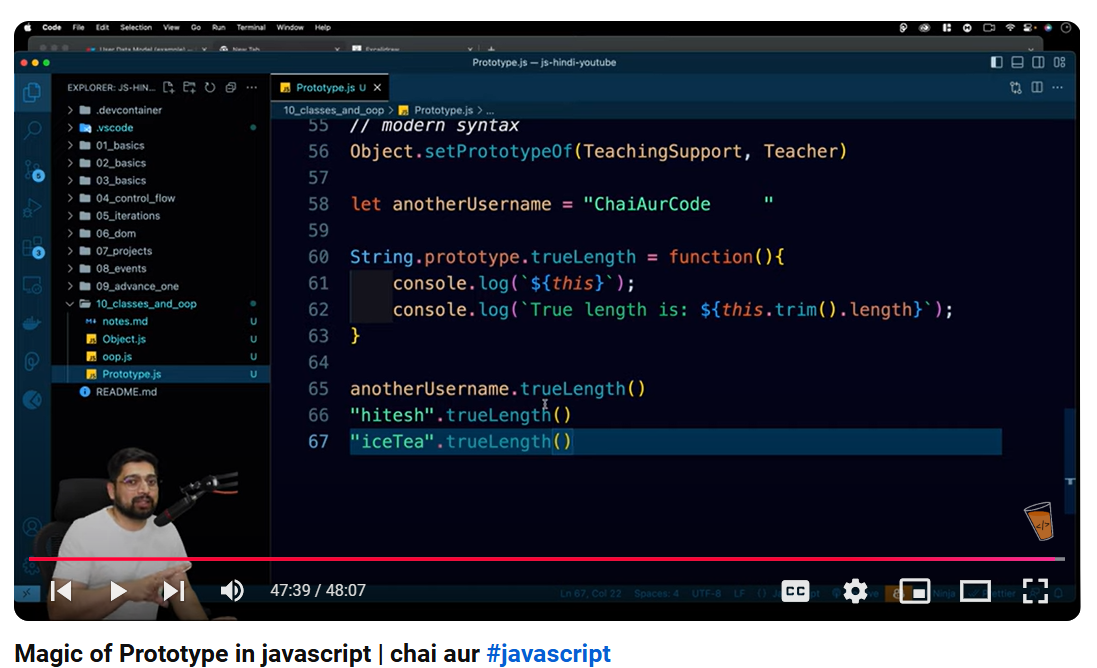 Code File Edit Selection View Go Run Terminal Window Help
User Data Model (example) New Tab Excalidraw
Prototype.js — js-hindi-youtube
EXPLORER: JS-HIN...
Prototype.js U
10_classes_and_oop > JS Prototype.js > ...
.devcontainer
.vscode
01_basics
02_basics
03_basics
04_control_flow
05_iterations
06_dom
07_projects
08_events
09_advance_one
10_classes_and_oop
notes.md U
Object.js U
oop.js U
Prototype.js U
README.md
5
3
55 // modern syntax
56 Object.setPrototypeOf(TeachingSupport, Teacher)
57
58 let anotherUsername = "ChaiAurCode     "
59
60 String.prototype.trueLength = function(){
61     console.log(`${this}`);
62     console.log(`True length is: ${this.trim().length}`);
63 }
64
65 anotherUsername.trueLength()
66 "hitesh".trueLength()
67 "iceTea".trueLength()
</>
47:39 / 48:07
CC
Ln 67, Col 22 Spaces: 4 UTF-8 LF
Magic of Prototype in javascript | chai aur #javascript